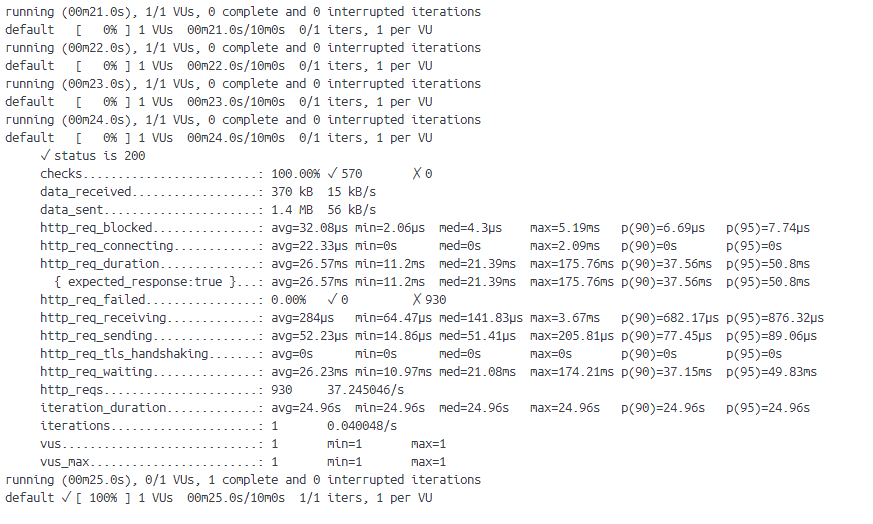 running (00m21.0s), 1/1 VUs, 0 complete and 0 interrupted iterations
default   [   0% ] 1 VUs  00m21.0s/10m0s  0/1 iters, 1 per VU
running (00m22.0s), 1/1 VUs, 0 complete and 0 interrupted iterations
default   [   0% ] 1 VUs  00m22.0s/10m0s  0/1 iters, 1 per VU
running (00m23.0s), 1/1 VUs, 0 complete and 0 interrupted iterations
default   [   0% ] 1 VUs  00m23.0s/10m0s  0/1 iters, 1 per VU
running (00m24.0s), 1/1 VUs, 0 complete and 0 interrupted iterations
default   [   0% ] 1 VUs  00m24.0s/10m0s  0/1 iters, 1 per VU
     ✓ status is 200
     checks.........................: 100.00% ✓ 570       ✗ 0
     data_received..................: 370 kB  15 kB/s
     data_sent......................: 1.4 MB  56 kB/s
     http_req_blocked...............: avg=32.08µs min=2.06µs  med=4.3µs    max=5.19ms   p(90)=6.69µs   p(95)=7.74µs
     http_req_connecting............: avg=22.33µs min=0s      med=0s       max=2.09ms   p(90)=0s       p(95)=0s
     http_req_duration..............: avg=26.57ms min=11.2ms  med=21.39ms  max=175.76ms p(90)=37.56ms  p(95)=50.8ms
       { expected_response:true }...: avg=26.57ms min=11.2ms  med=21.39ms  max=175.76ms p(90)=37.56ms  p(95)=50.8ms
     http_req_failed................: 0.00%   ✓ 0         ✗ 930
     http_req_receiving.............: avg=284µs   min=64.47µs med=141.83µs max=3.67ms   p(90)=682.17µs p(95)=876.32µs
     http_req_sending...............: avg=52.23µs min=14.86µs med=51.41µs  max=205.81µs p(90)=77.45µs  p(95)=89.06µs
     http_req_tls_handshaking.......: avg=0s      min=0s      med=0s       max=0s       p(90)=0s       p(95)=0s
     http_req_waiting...............: avg=26.23ms min=10.97ms med=21.08ms  max=174.21ms p(90)=37.15ms  p(95)=49.83ms
     http_reqs......................: 930     37.245046/s
     iteration_duration.............: avg=24.96s  min=24.96s  med=24.96s   max=24.96s   p(90)=24.96s   p(95)=24.96s
     iterations.....................: 1       0.040048/s
     vus............................: 1       min=1       max=1
     vus_max........................: 1       min=1       max=1
running (00m25.0s), 0/1 VUs, 1 complete and 0 interrupted iterations
default ✓ [ 100% ] 1 VUs  00m25.0s/10m0s  1/1 iters, 1 per VU